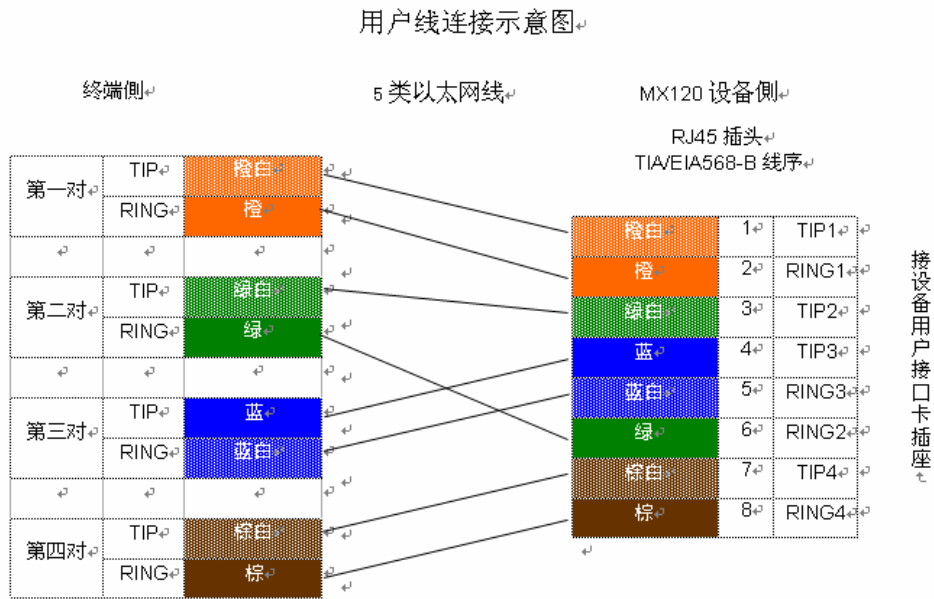 用户线连接示意图
终端侧
5 类以太网线
MX120 设备侧
RJ45 插头
TIA/EIA568-B 线序
第一对 TIP 橙白
RING 橙
第二对 TIP 绿白
RING 绿
第三对 TIP 蓝
RING 蓝白
第四对 TIP 棕白
RING 棕
橙白 1 TIP1
橙 2 RING1
绿白 3 TIP2
蓝 4 TIP3
蓝白 5 RING3
绿 6 RING2
棕白 7 TIP4
棕 8 RING4
接设备用户接口卡插座